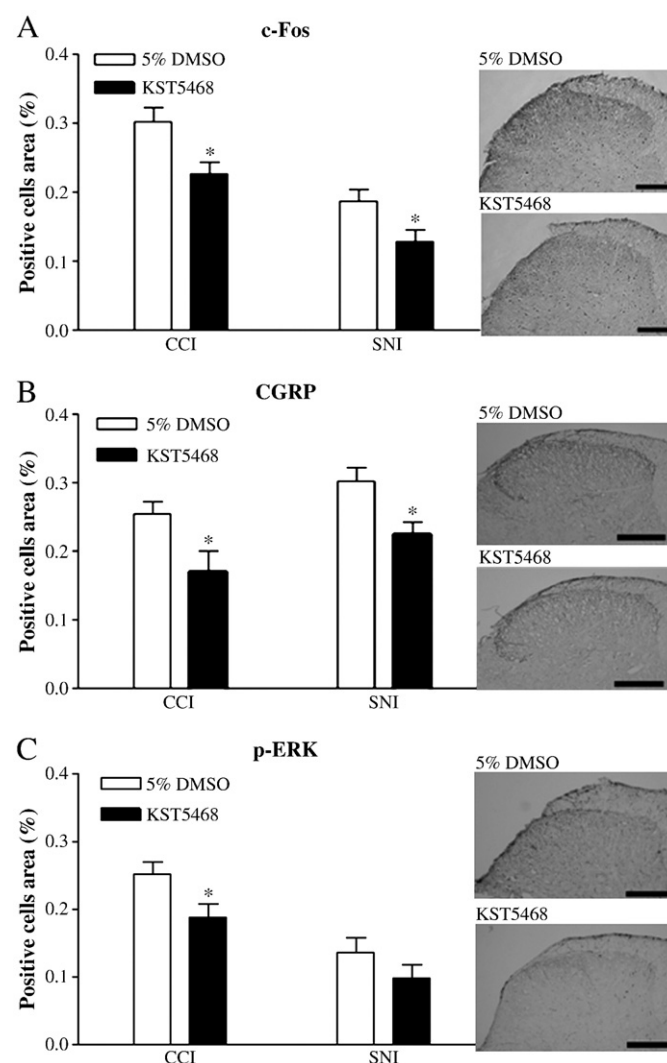 A
c-Fos
Positive cells area (%)
0.4
0.3
0.2
0.1
0.0
5% DMSO
KST5468
*
*
CCI
SNI
5% DMSO
KST5468
B
CGRP
Positive cells area (%)
0.4
0.3
0.2
0.1
0.0
5% DMSO
KST5468
*
*
CCI
SNI
5% DMSO
KST5468
C
p-ERK
Positive cells area (%)
0.4
0.3
0.2
0.1
0.0
5% DMSO
KST5468
*
CCI
SNI
5% DMSO
KST5468